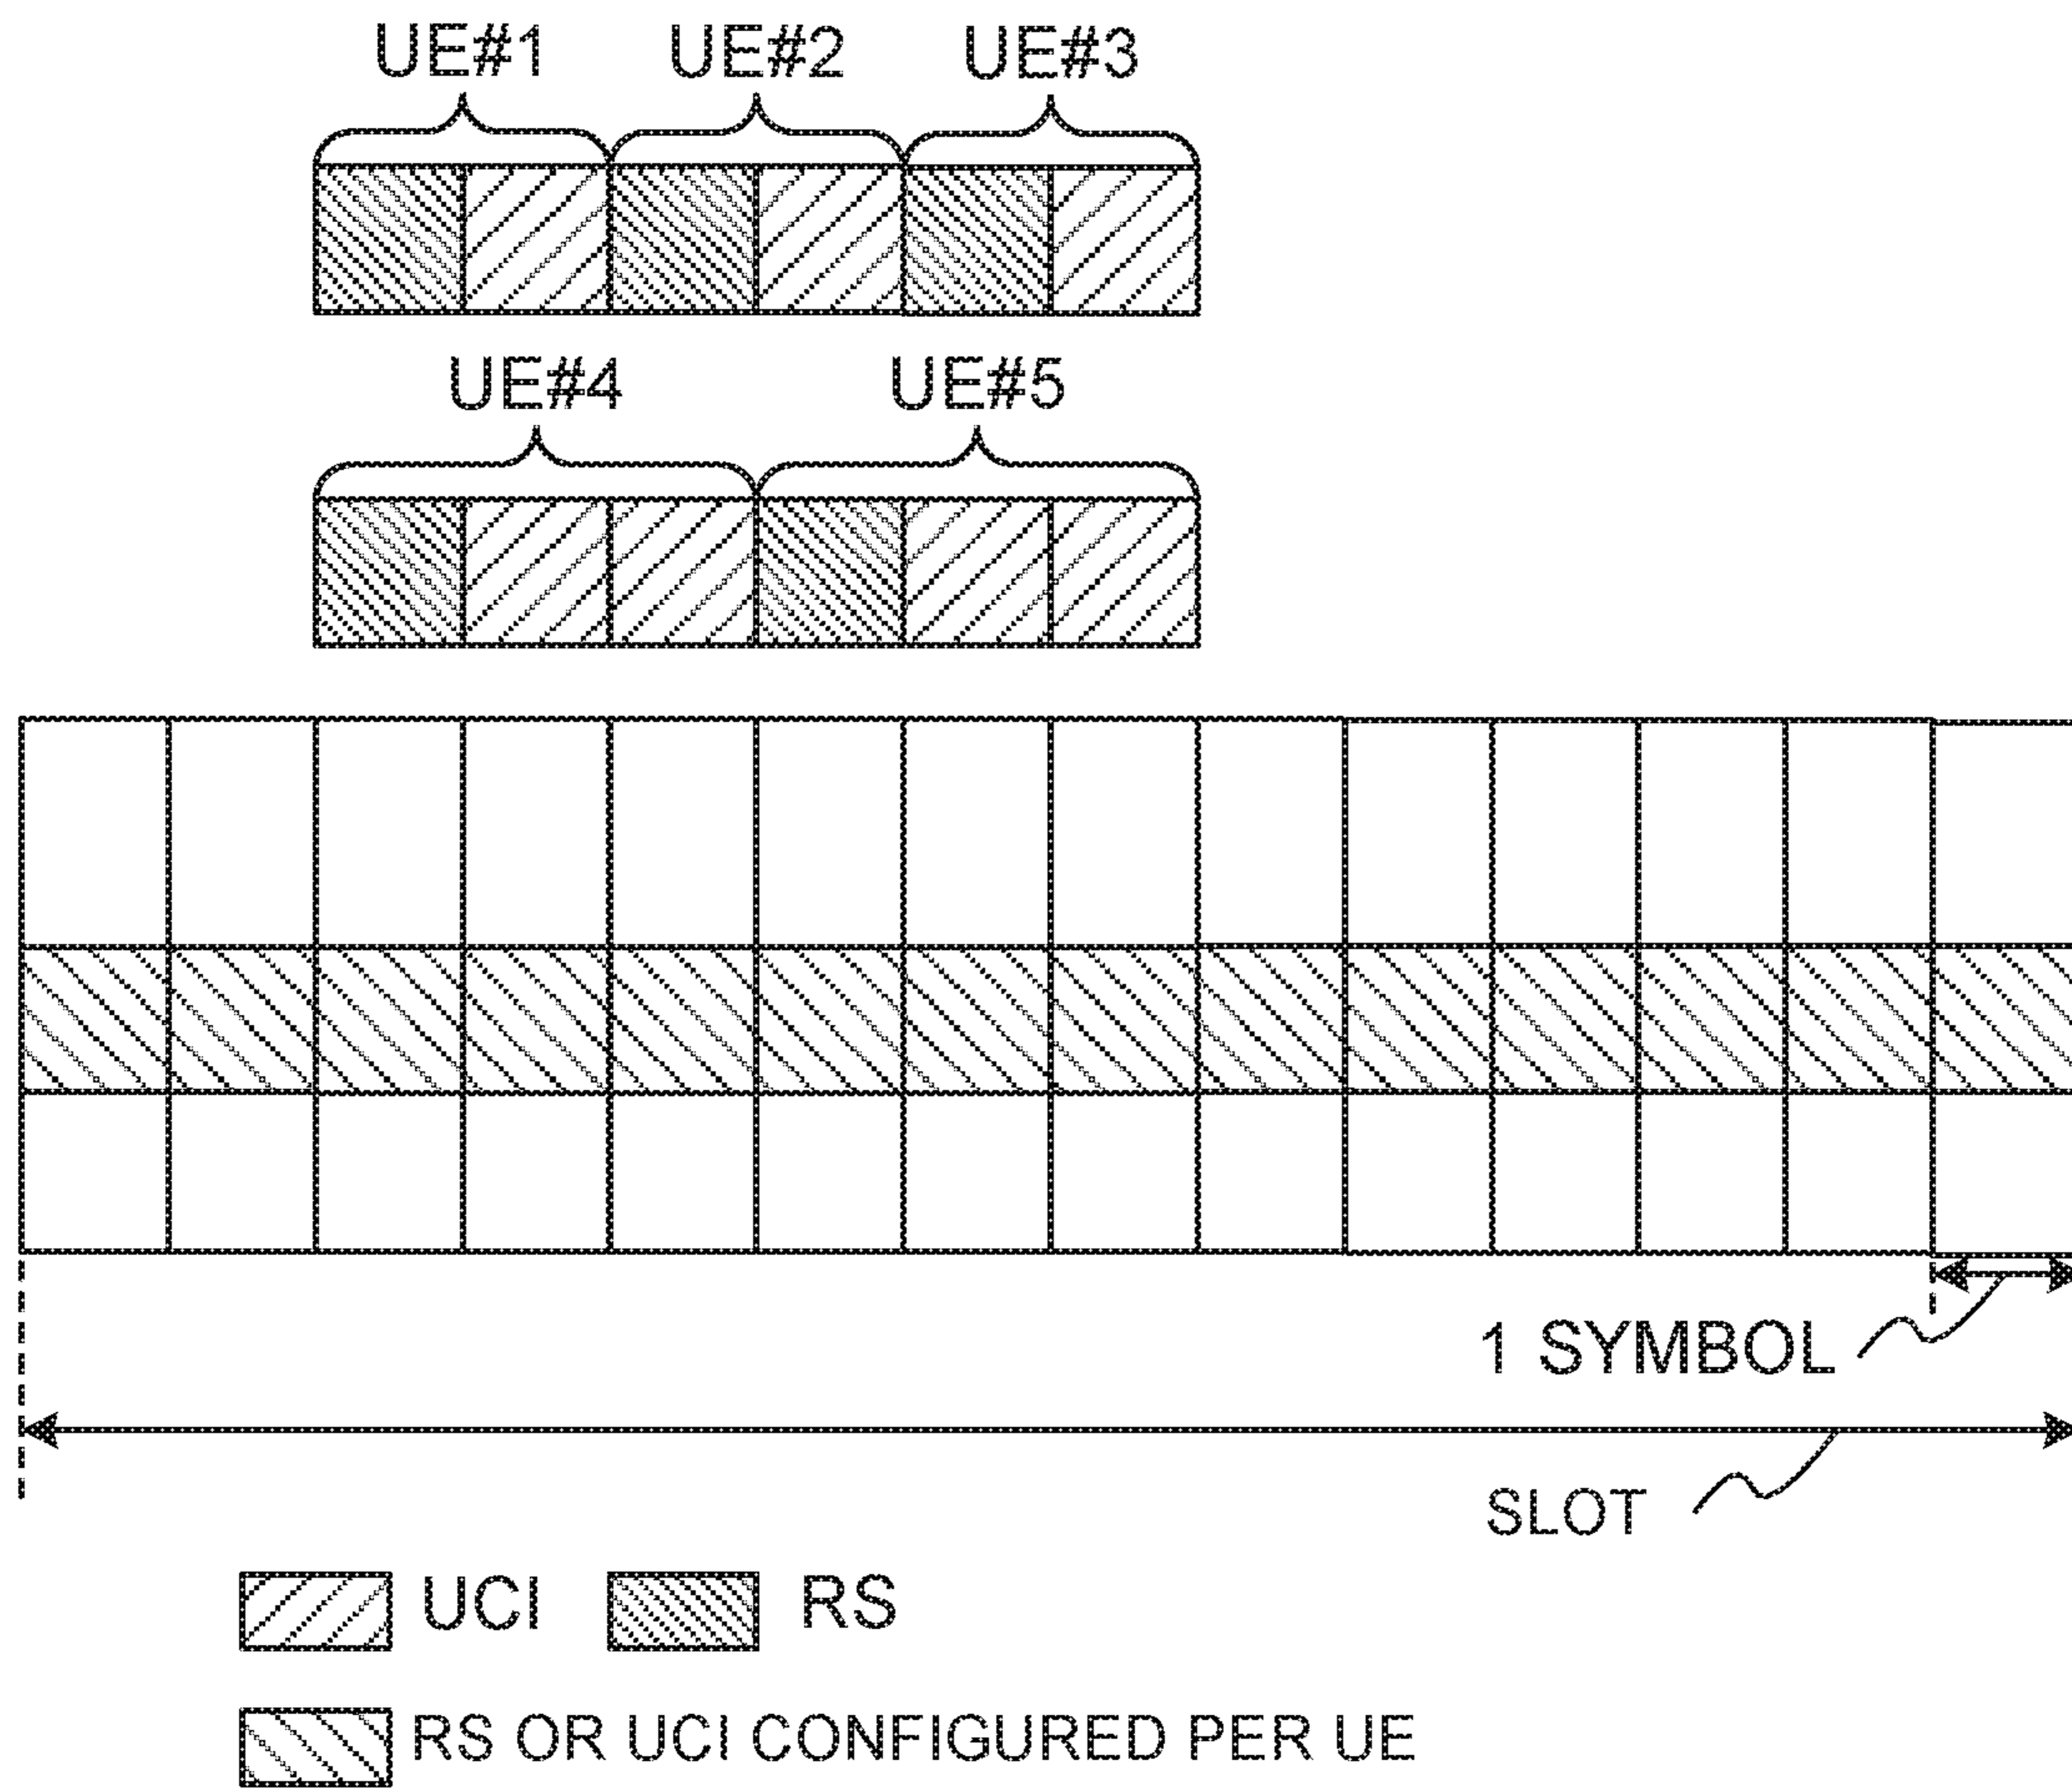 UE#1 UE#2 UE#3
UE#4 UE#5
1 SYMBOL
SLOT
UCI RS
RS OR UCI CONFIGURED PER UE